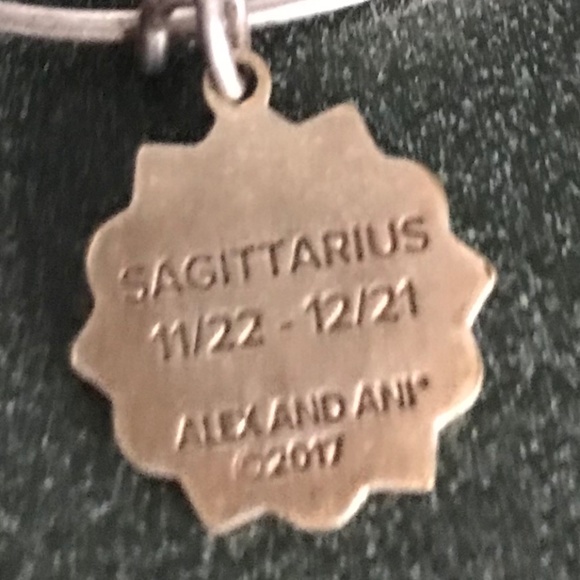 SAGITTARIUS
11/22 - 12/21
ALEX AND ANI®
©2017